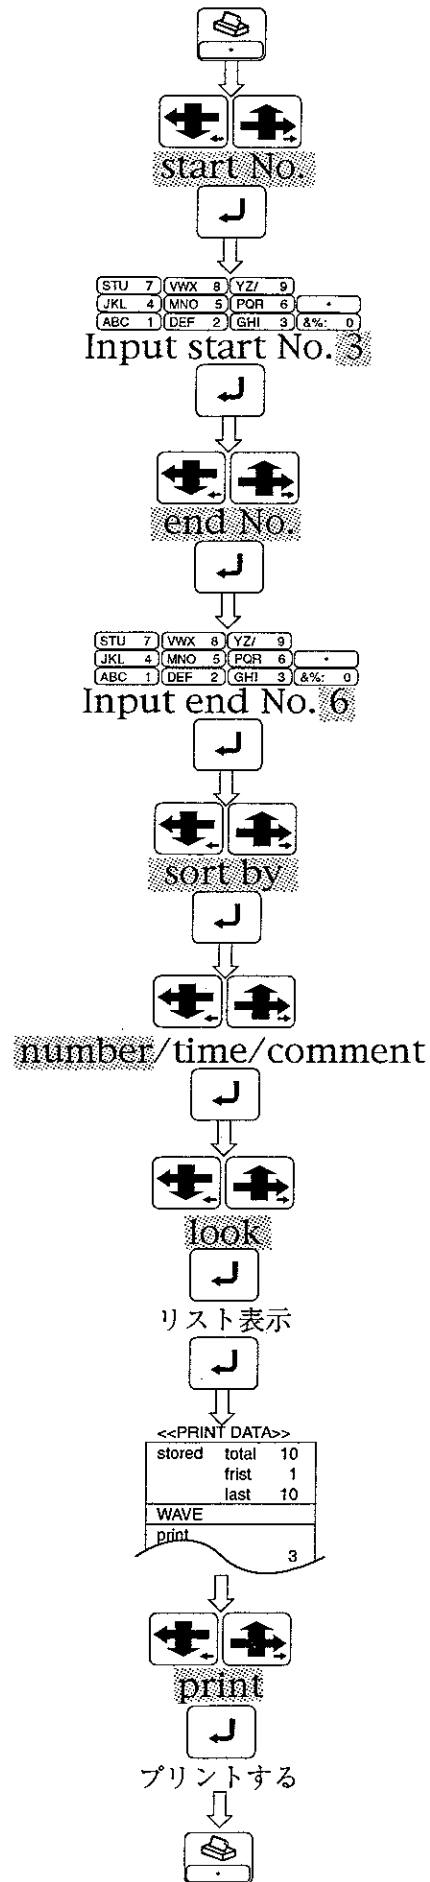 start No.
STU 7 VWX 8 YZ/ 9
JKL 4 MNO 5 PQR 6 ・
ABC 1 DEF 2 GHI 3 &%: 0
Input start No. 3
end No.
STU 7 VWX 8 YZ/ 9
JKL 4 MNO 5 PQR 6 ・
ABC 1 DEF 2 GHI 3 &%: 0
Input end No. 6
sort by
number/time/comment
look
リスト表示
<<PRINT DATA>>
stored total 10
frist 1
last 10
WAVE
print
3
print
プリントする